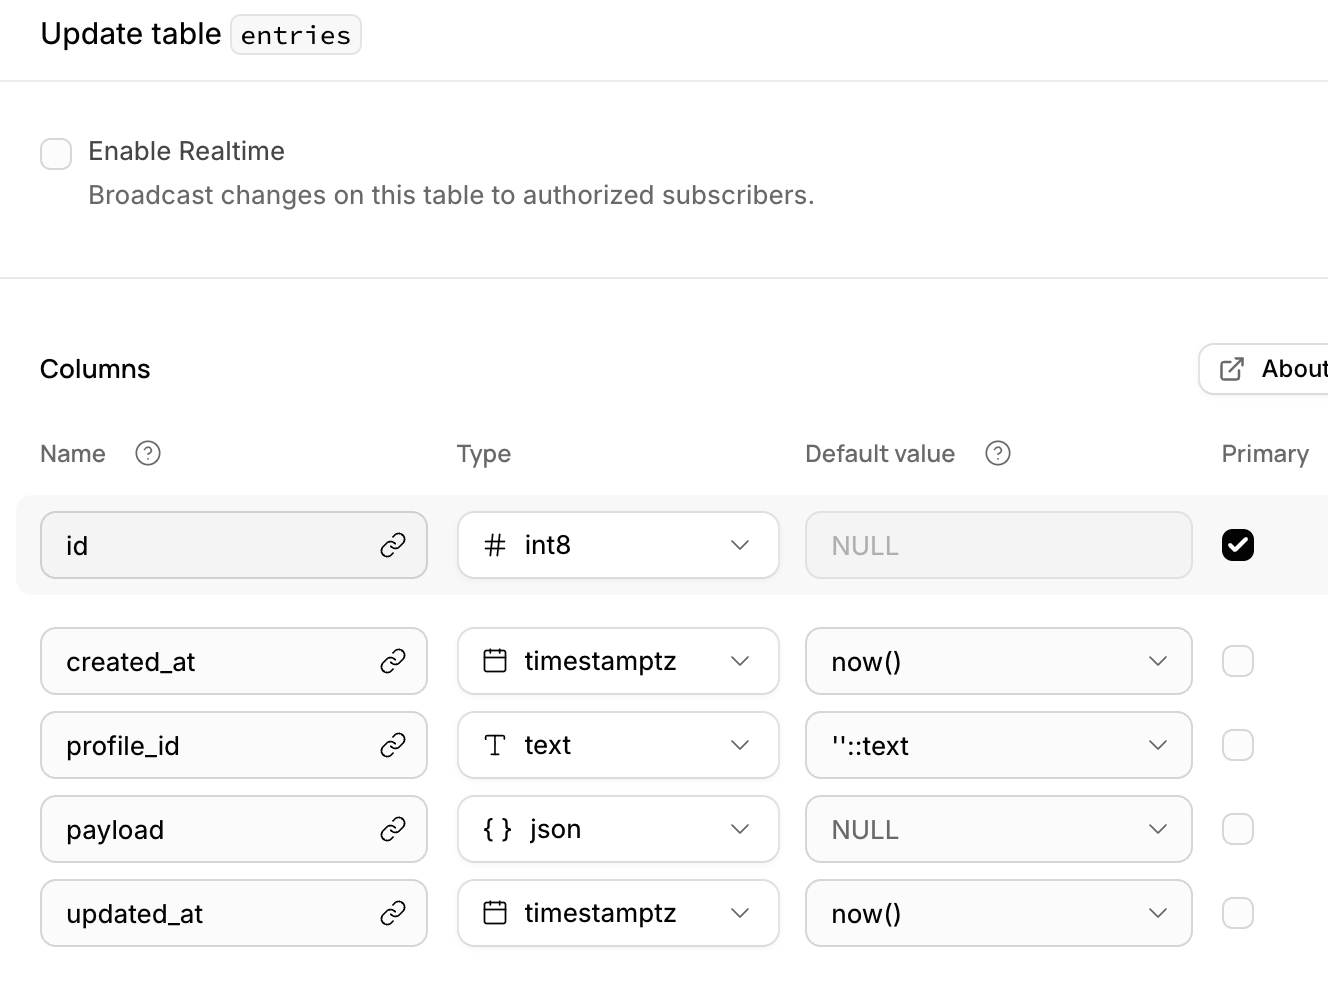 Update table entries
Enable Realtime
Broadcast changes on this table to authorized subscribers.
Columns
About
Name Type Default value Primary
id # int8 NULL
created_at timestamptz now()
profile_id text ''::text
payload {} json NULL
updated_at timestamptz now()